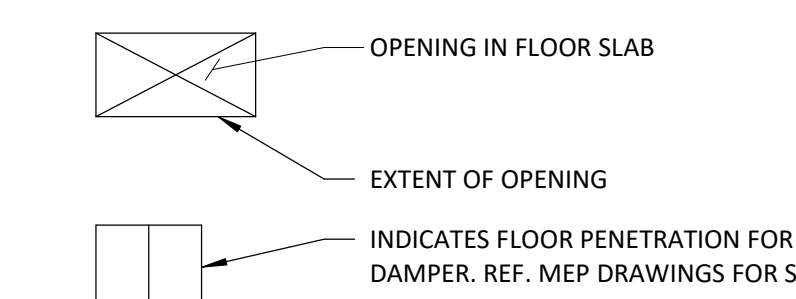 OPENING IN FLOOR SLAB
EXTENT OF OPENING
INDICATES FLOOR PENETRATION FOR
DAMPER. REF. MEP DRAWINGS FOR S